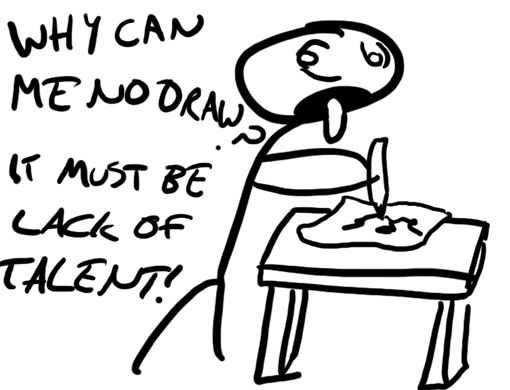 WHY CAN
ME NO DRAW
?
IT MUST BE
LACK OF
TALENT!